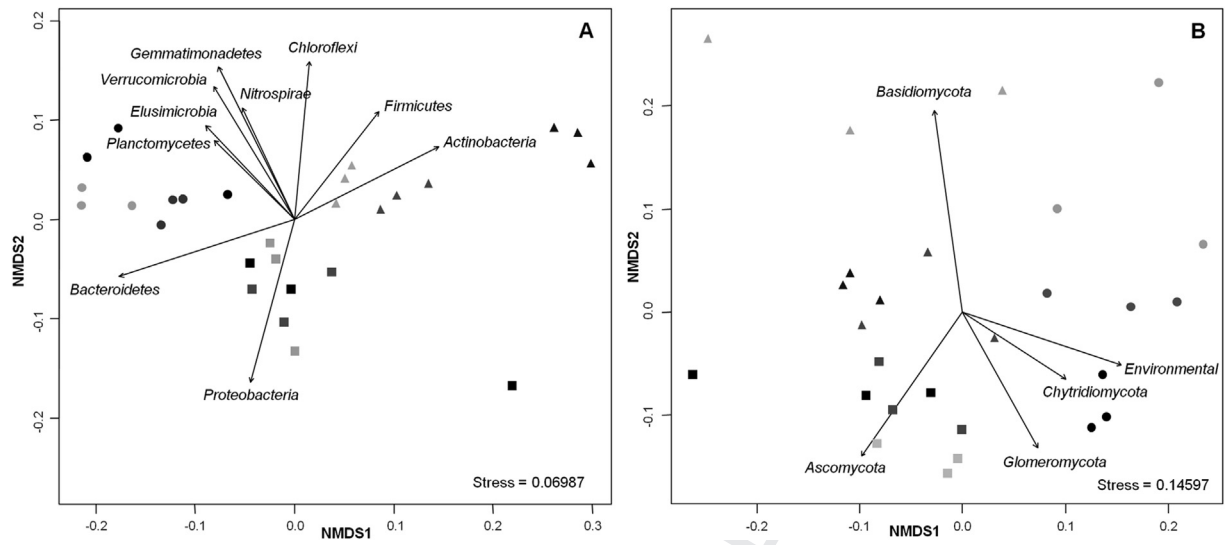 A
Gemmatimonadetes
Chloroflexi
Verrucomicrobia
Nitrospirae
Elusimicrobia
Firmicutes
Planctomycetes
Actinobacteria
Bacteroidetes
Proteobacteria
Stress = 0.06987
NMDS2
0.2
0.1
0.0
-0.1
-0.2
-0.2
-0.1
0.0
0.1
0.2
0.3
NMDS1
B
Basidiomycota
Environmental
Chytridiomycota
Ascomycota
Glomeromycota
Stress = 0.14597
NMDS2
0.2
0.1
0.0
-0.1
-0.2
-0.1
0.0
0.1
0.2
NMDS1